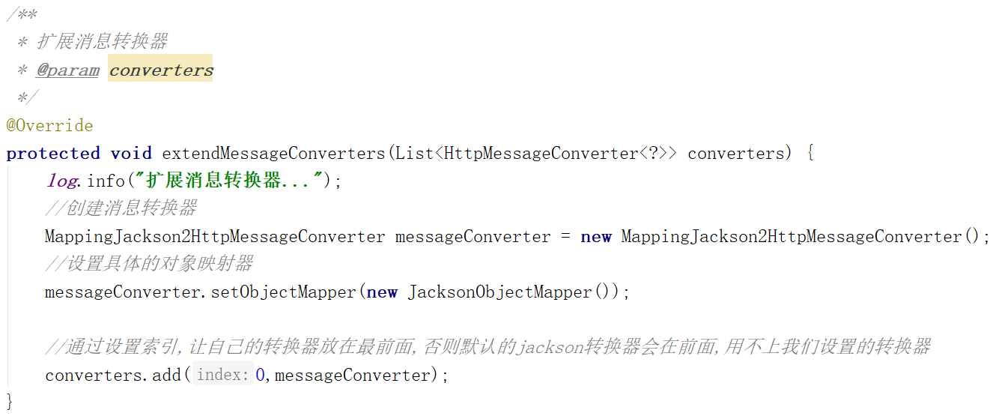 /**
 * 扩展消息转换器
 * @param converters
 */
@Override
protected void extendMessageConverters(List<HttpMessageConverter<?>> converters) {
    log.info("扩展消息转换器...");
    //创建消息转换器
    MappingJackson2HttpMessageConverter messageConverter = new MappingJackson2HttpMessageConverter();
    //设置具体的对象映射器
    messageConverter.setObjectMapper(new JacksonObjectMapper());
    //通过设置索引,让自己的转换器放在最前面,否则默认的jackson转换器会在前面,用不上我们设置的转换器
    converters.add( index: 0,messageConverter);
}